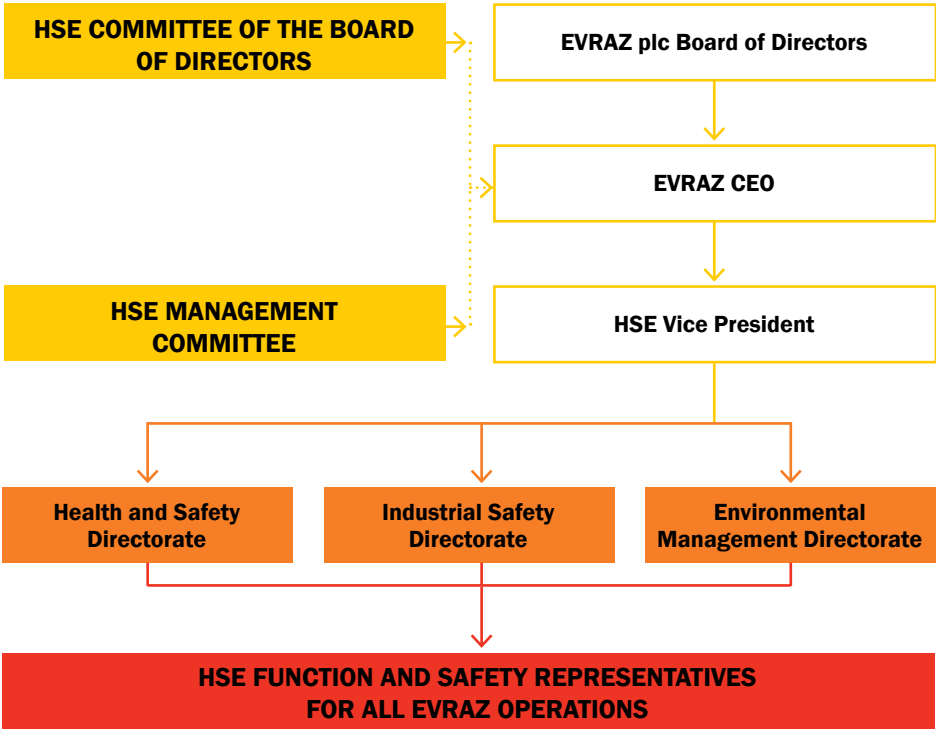 HSE COMMITTEE OF THE BOARD
OF DIRECTORS
EVRAZ plc Board of Directors
EVRAZ CEO
HSE MANAGEMENT
COMMITTEE
HSE Vice President
Health and Safety
Directorate
Industrial Safety
Directorate
Environmental
Management Directorate
HSE FUNCTION AND SAFETY REPRESENTATIVES
FOR ALL EVRAZ OPERATIONS